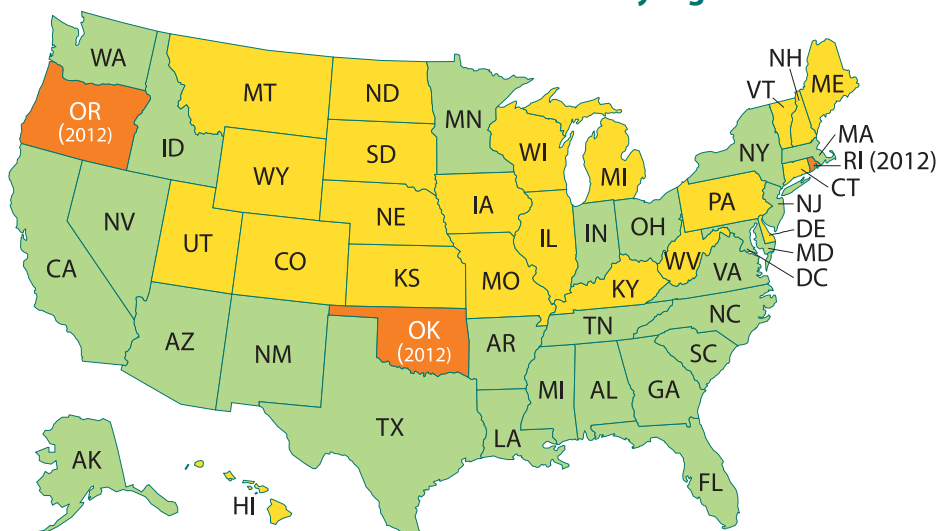 WA
MT
ND
MN
OR
(2012)
ID
WY
SD
WI
MI
NH
VT
ME
NY
MA
RI (2012)
CT
NV
UT
CO
NE
IA
IL
IN
OH
PA
NJ
DE
MD
DC
CA
KS
MO
KY
WV
VA
AZ
NM
OK
(2012)
AR
TN
NC
SC
TX
LA
MI
AL
GA
FL
AK
HI